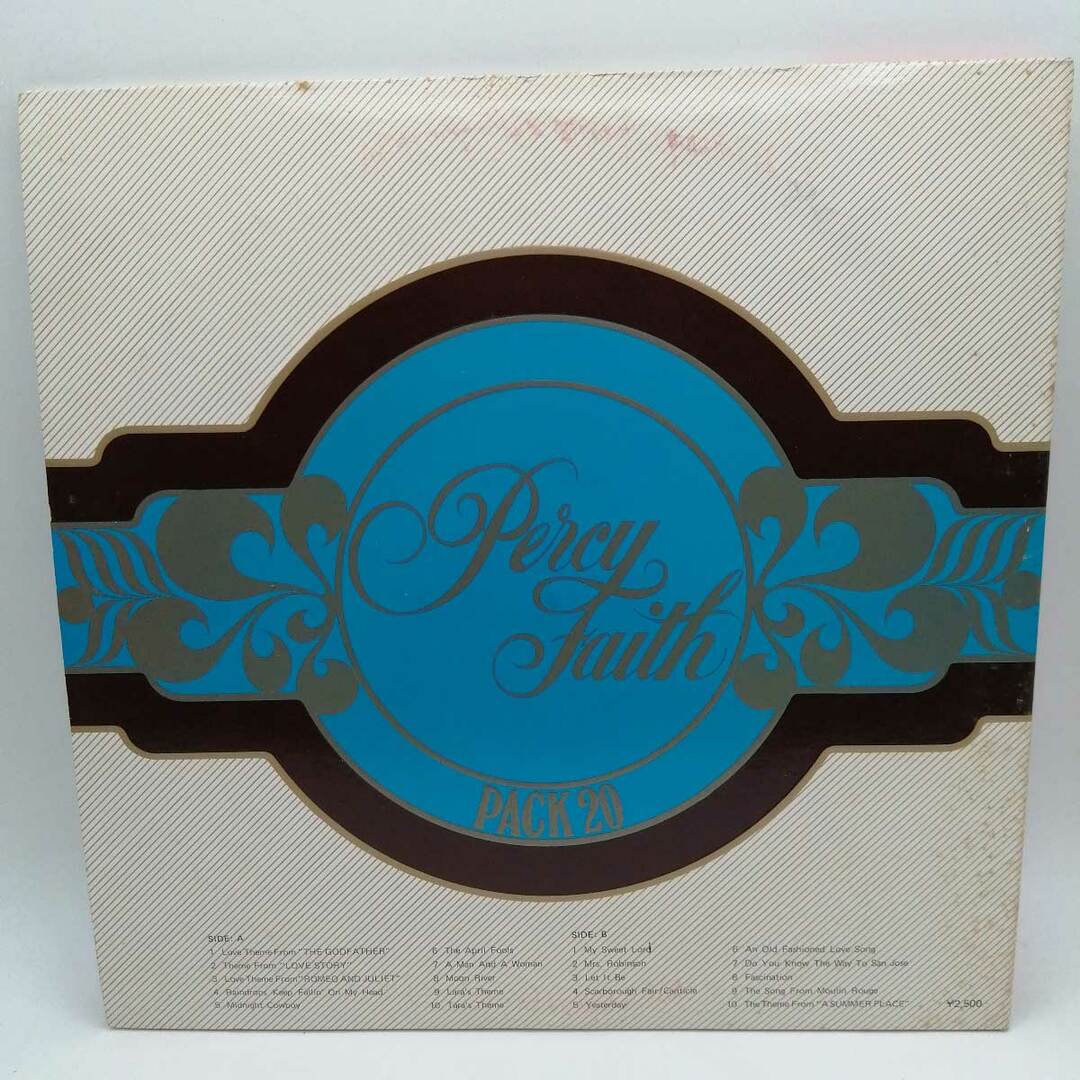 Percy
Faith
PACK 20
SIDE: A
1 Love Theme From "THE GODFATHER"
2 Theme From "LOVE STORY"
3 Love Theme From "ROMEO AND JULIET"
4 Raindrops Keep Fallin' On My Head
5 Midnight Cowboy
6 The April Fools
7 A Man And A Woman
8 Moon River
9 Lara's Theme
10 Tara's Theme
SIDE: B
1 My Sweet Lord
2 Mrs. Robinson
3 Let It Be
4 Scarborough Fair/Canticle
5 Yesterday
6 An Old Fashioned Love Song
7 Do You Know The Way To San Jose
8 Fascination
9 The Song From Moulin Rouge
10 The Theme From "A SUMMER PLACE"
¥2,500